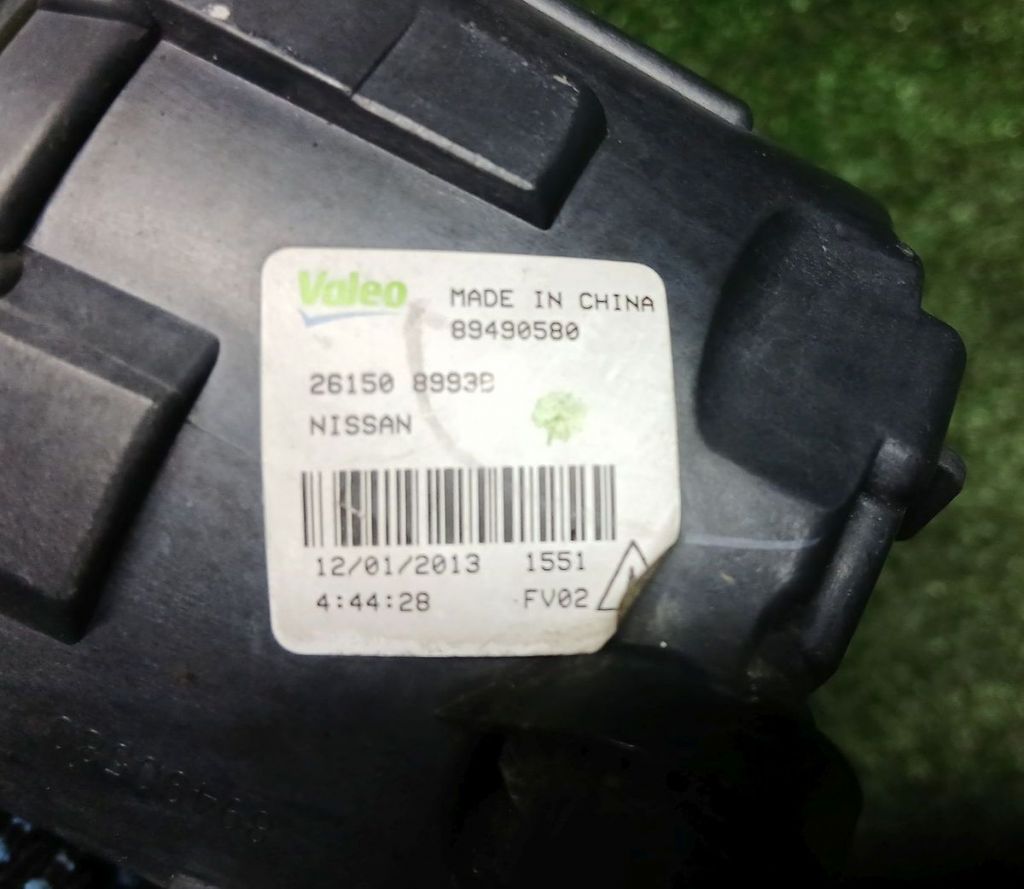 Valeo
MADE IN CHINA
89490580
26150 8993B
NISSAN
12/01/2013 1551
4:44:28 FV02